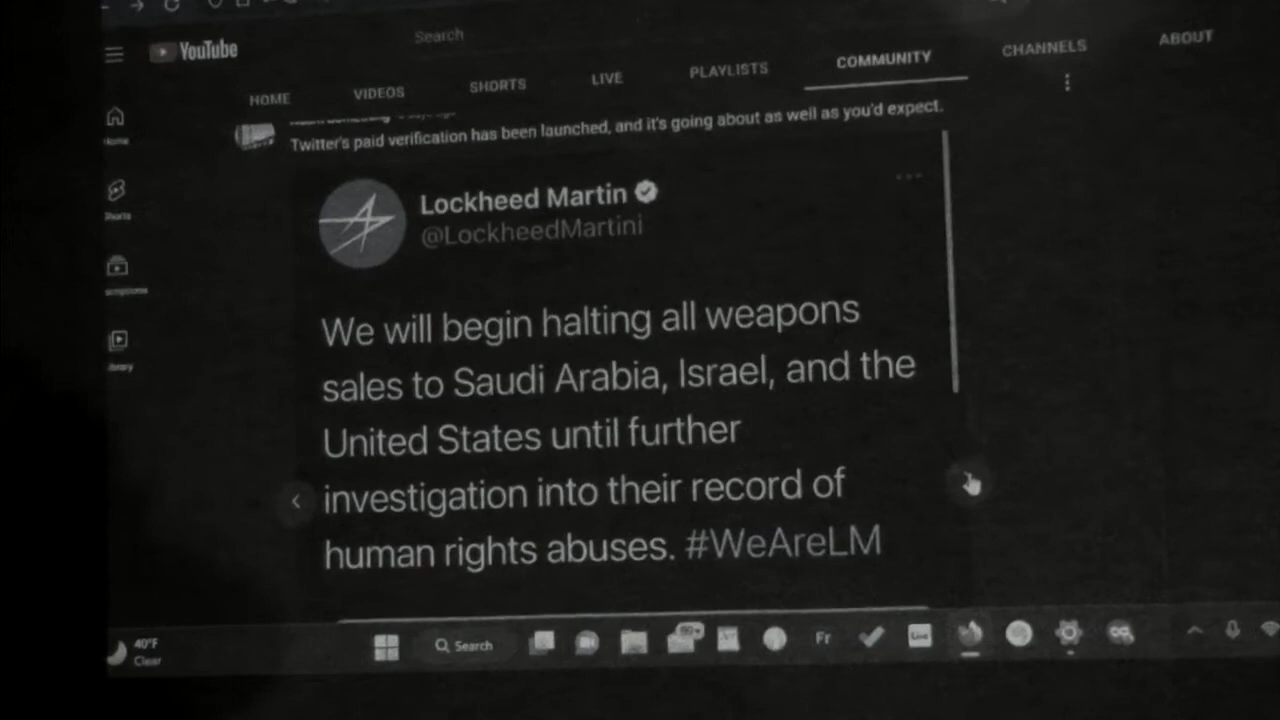 YouTube
Search
HOME VIDEOS SHORTS LIVE PLAYLISTS COMMUNITY CHANNELS ABOUT
Home
Twitter's paid verification has been launched, and it's going about as well as you'd expect.
Lockheed Martin
@LockheedMartini
Shorts
We will begin halting all weapons
sales to Saudi Arabia, Israel, and the
United States until further
investigation into their record of
human rights abuses. #WeAreLM
Library
40°F
Clear
Search
Fr
Live